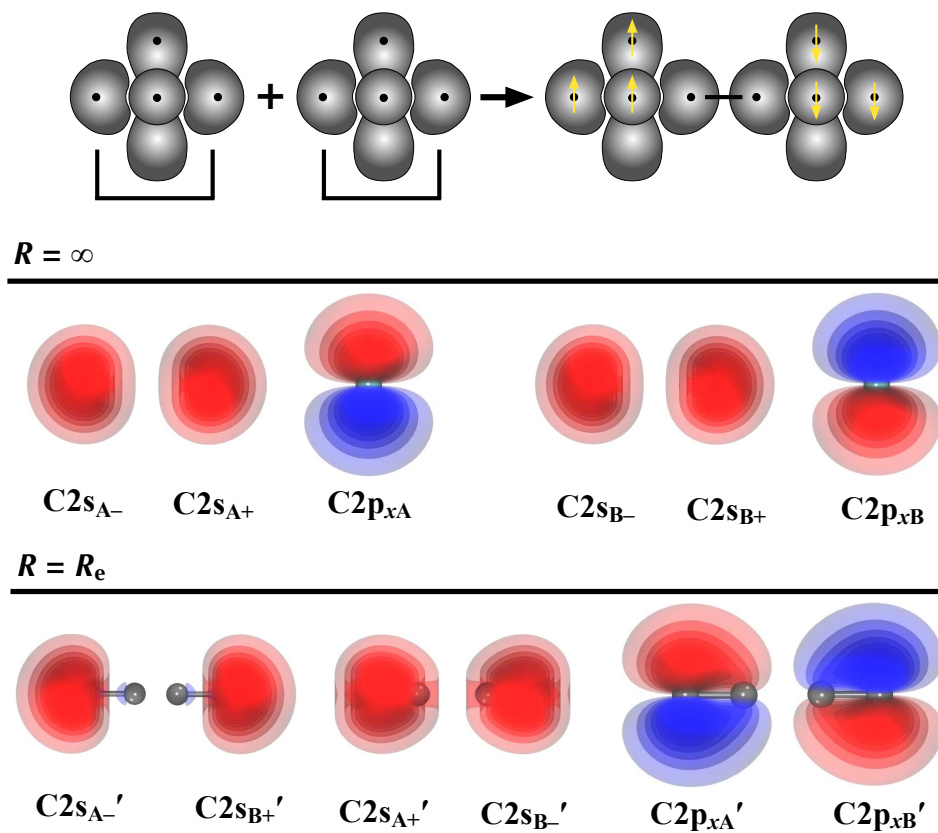 +
R = ∞
C2sA− C2sA+ C2pxA C2sB− C2sB+ C2pxB
R = Re
C2sA−′ C2sB+′ C2sA+′ C2sB−′ C2pxA′ C2pxB′